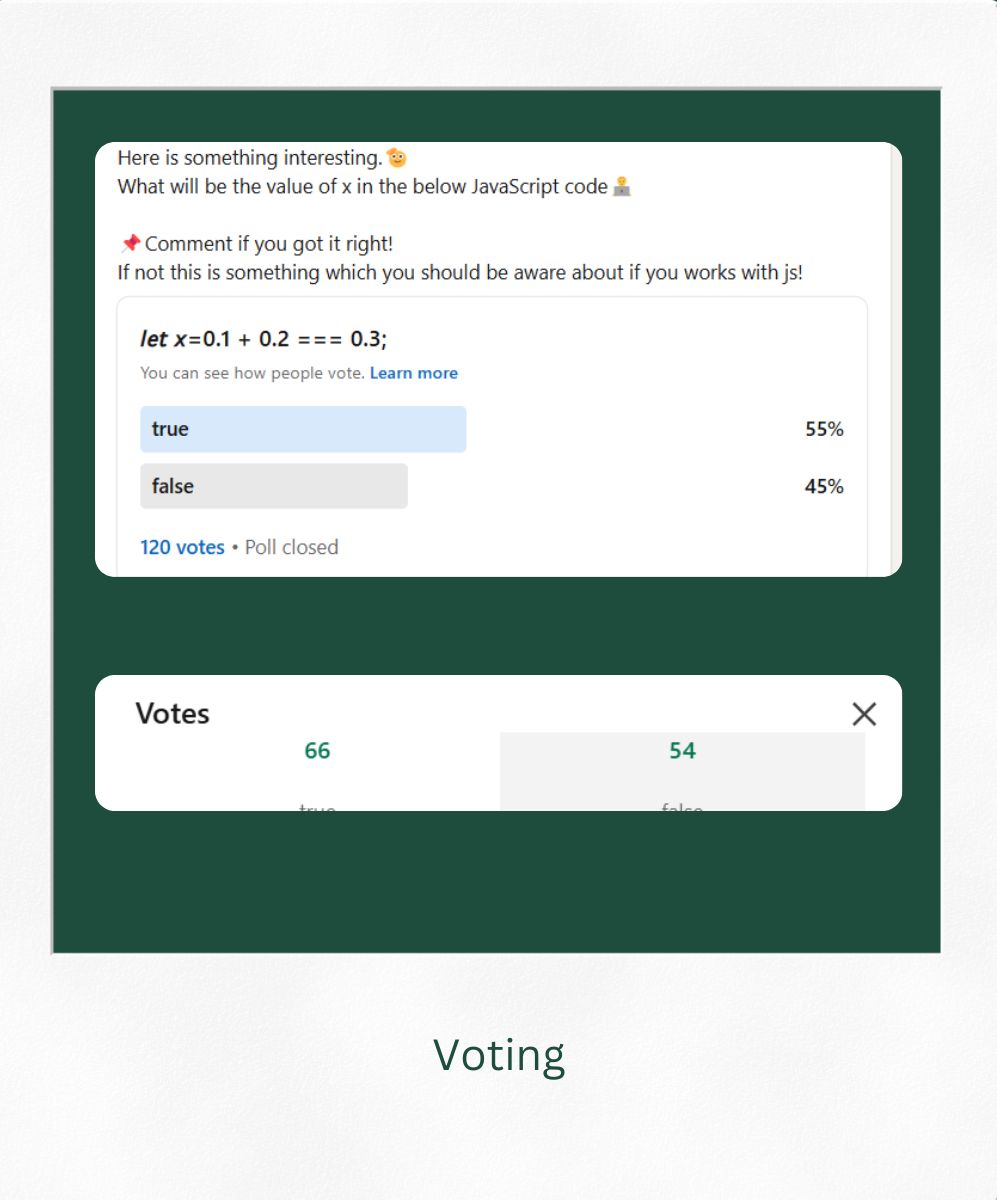 Here is something interesting. 🫡
What will be the value of x in the below JavaScript code 🧑‍💻
📌 Comment if you got it right!
If not this is something which you should be aware about if you works with js!
let x=0.1 + 0.2 === 0.3;
You can see how people vote. Learn more
true 55%
false 45%
120 votes • Poll closed
Votes
66 54
true false
Voting